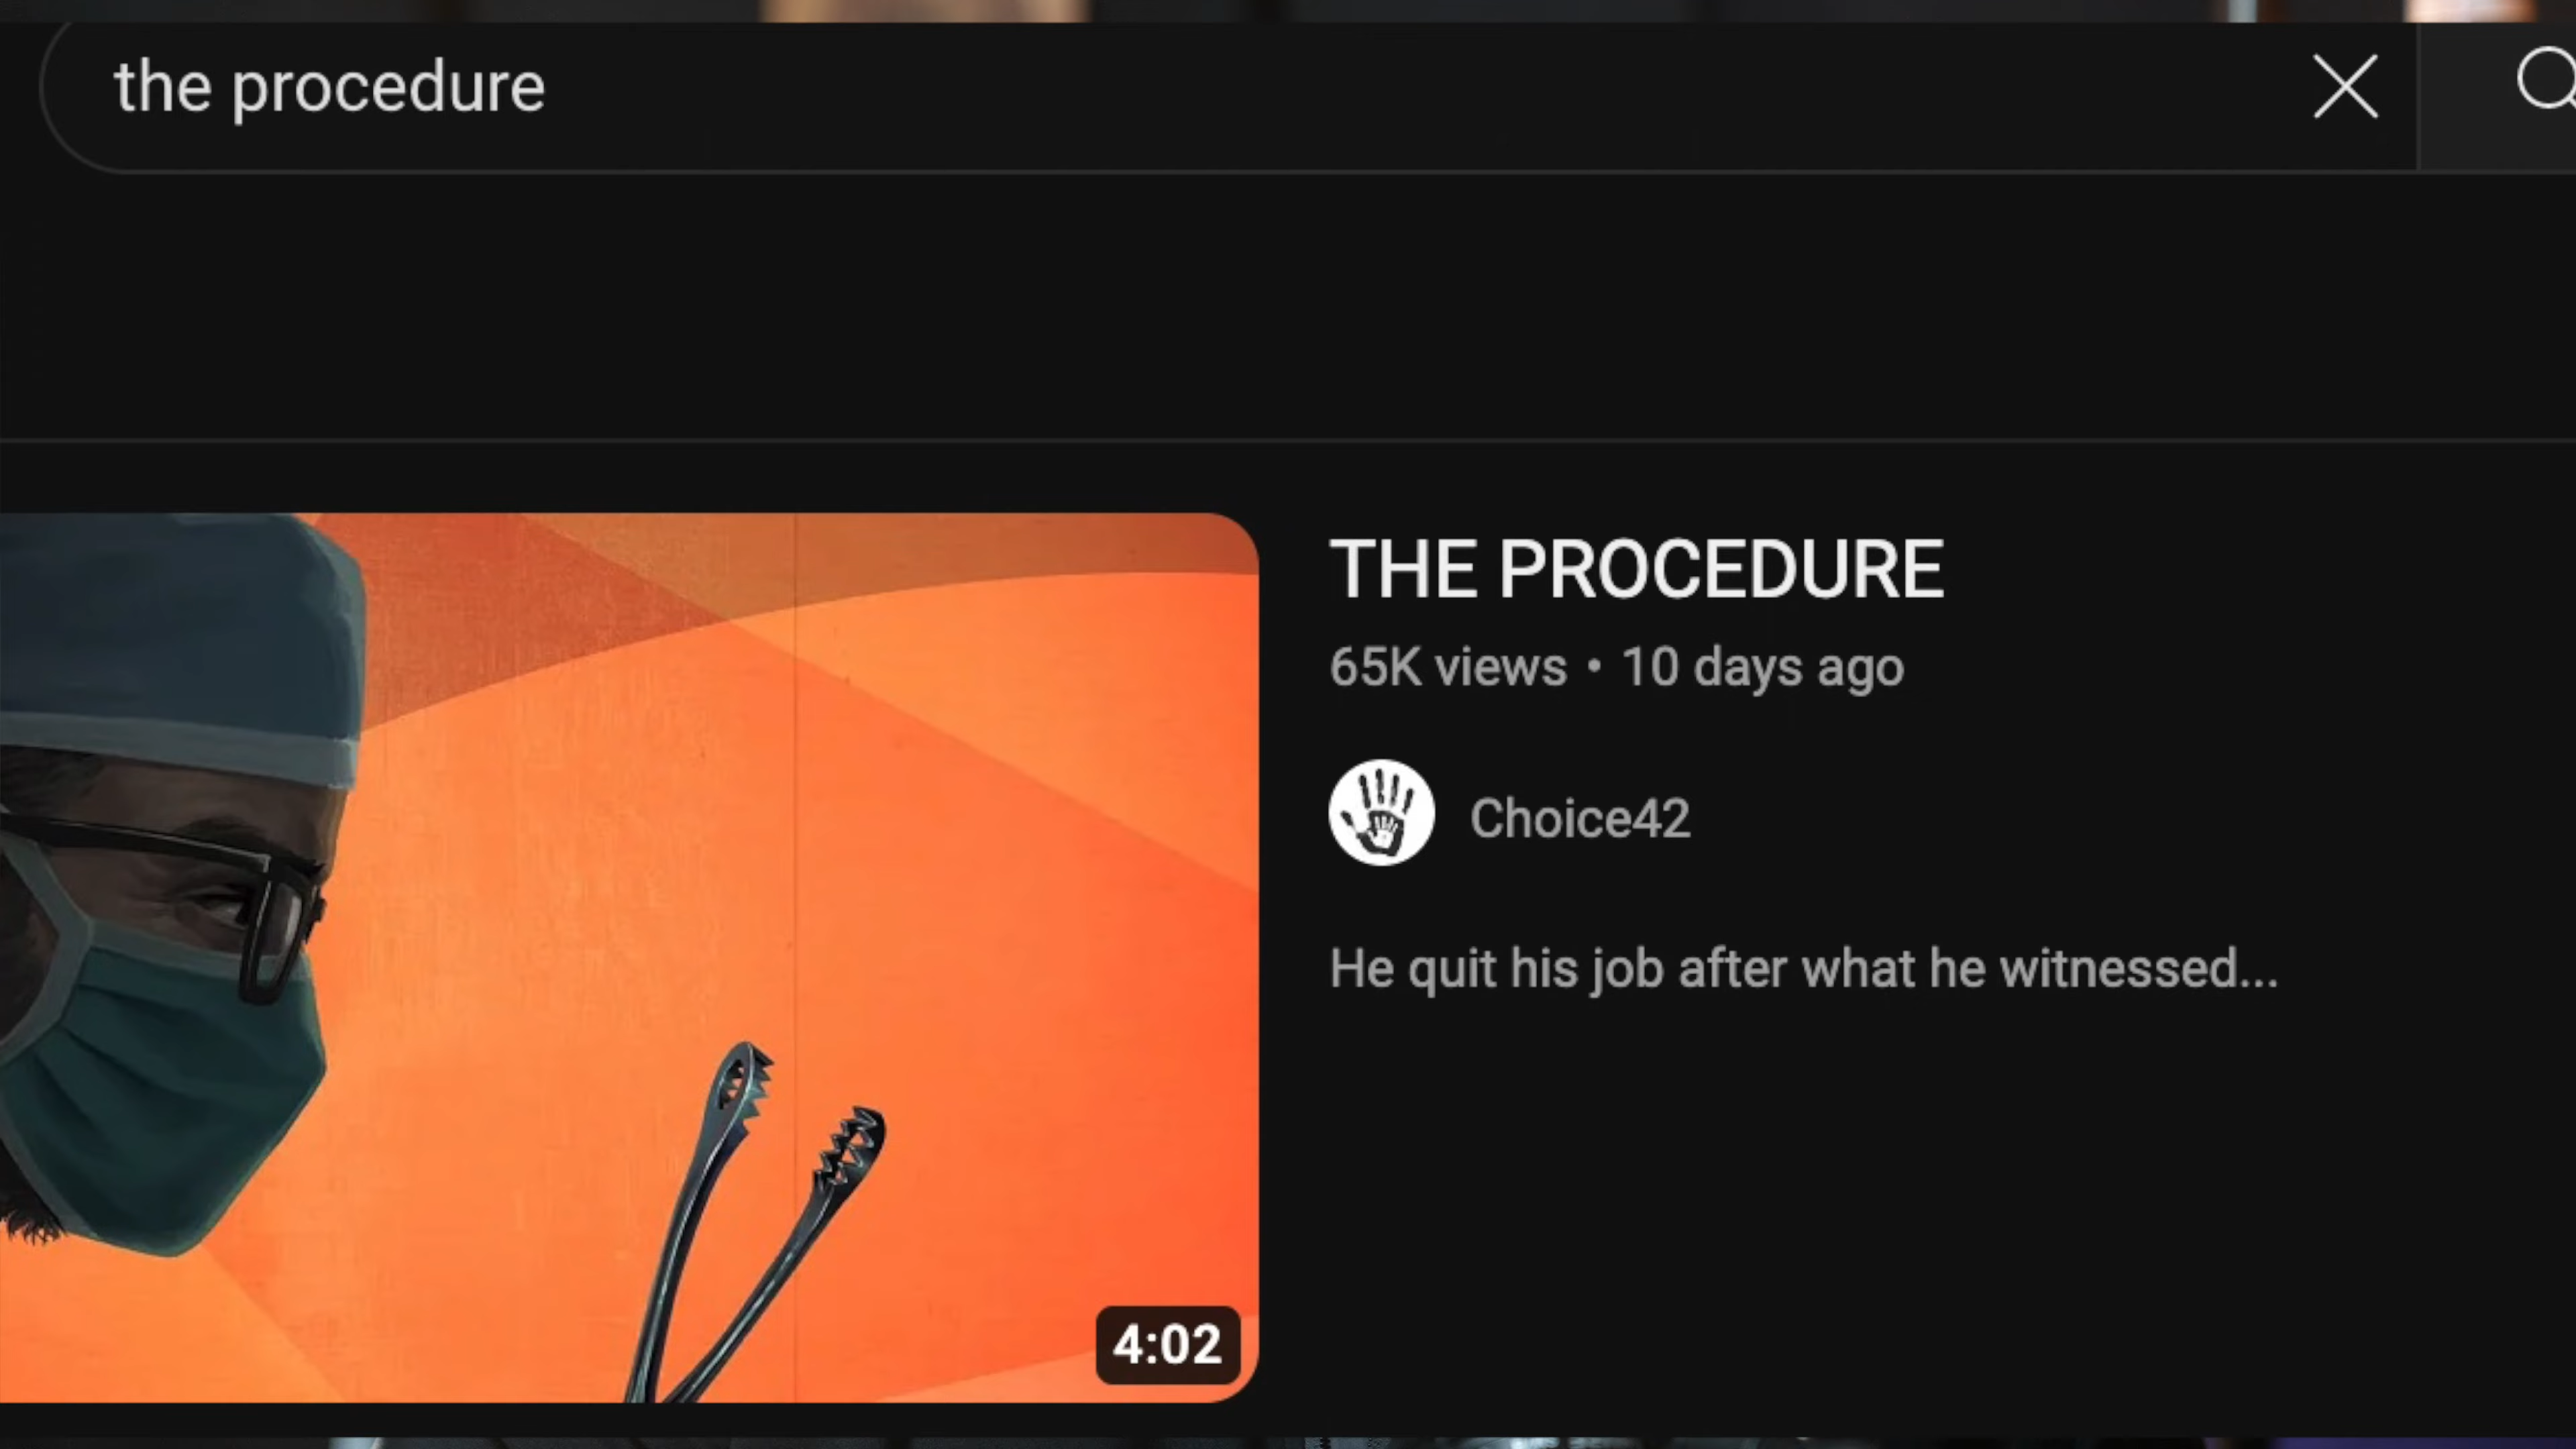 the procedure
THE PROCEDURE
65K views • 10 days ago
Choice42
He quit his job after what he witnessed...
4:02